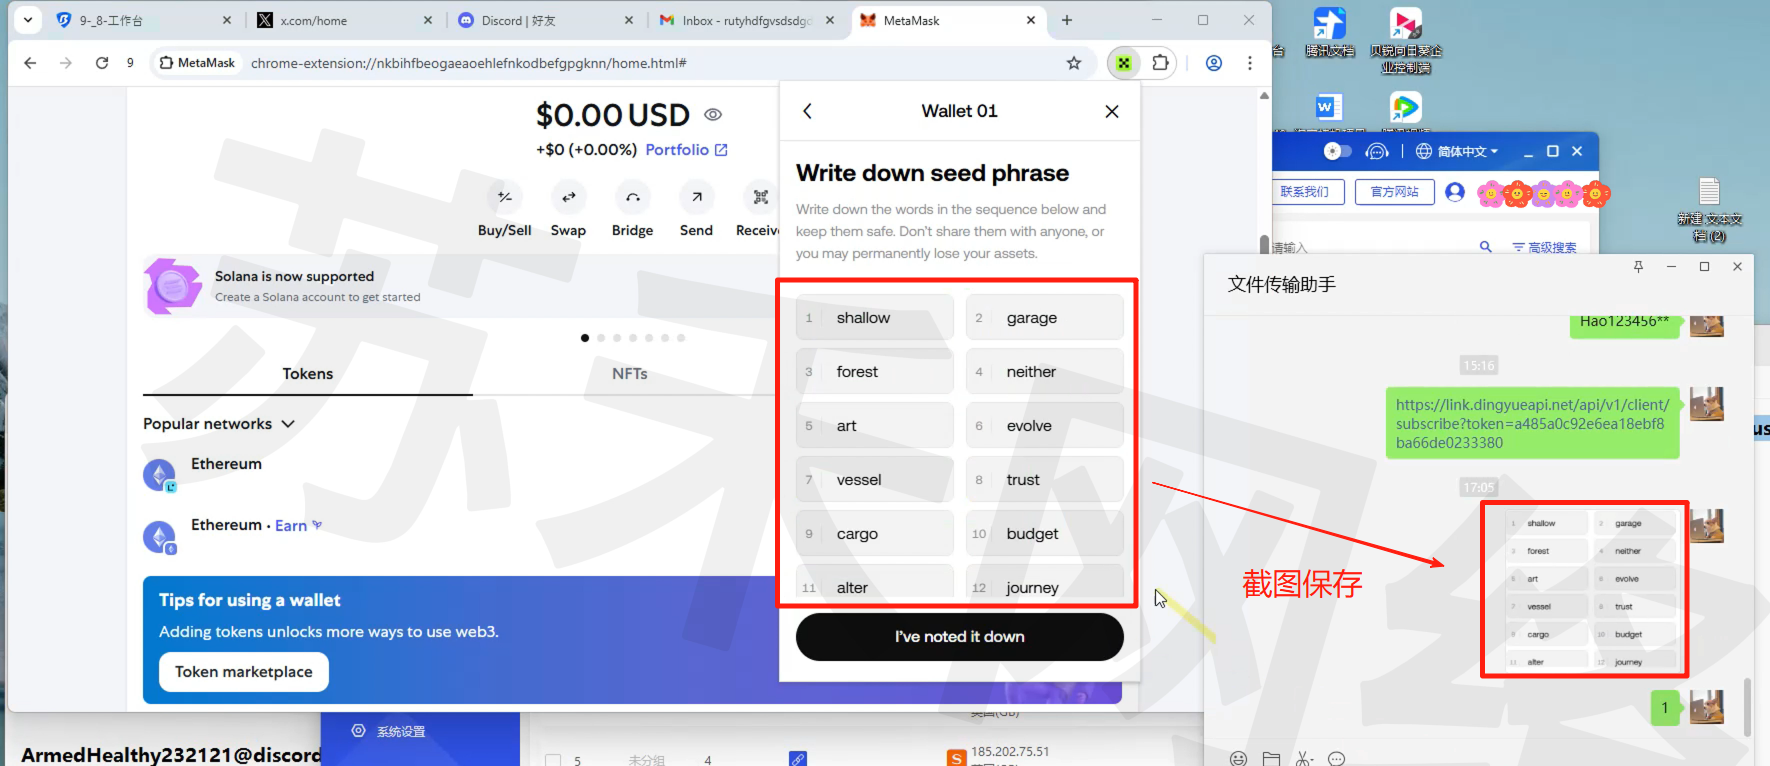 9-_8-工作台
x.com/home
Discord | 好友
Inbox - rutyhdfgvsdsdg
MetaMask
9
MetaMask
chrome-extension://nkbihfbeogaeaoehlefnkodbefgpgknn/home.html#
$0.00 USD
+$0 (+0.00%) Portfolio
Buy/Sell
Swap
Bridge
Send
Receive
Solana is now supported
Create a Solana account to get started
Tokens
NFTs
Popular networks
Ethereum
Ethereum • Earn
Tips for using a wallet
Adding tokens unlocks more ways to use web3.
Token marketplace
Wallet 01
Write down seed phrase
Write down the words in the sequence below and
keep them safe. Don't share them with anyone, or
you may permanently lose your assets.
1 shallow
2 garage
3 forest
4 neither
5 art
6 evolve
7 vessel
8 trust
9 cargo
10 budget
11 alter
12 journey
I've noted it down
截图保存
腾讯文档
贝锐向日葵企
业控制端
新建 文本文
档 (2)
简体中文
联系我们
官方网站
请输入
高级搜索
文件传输助手
Hao123456**
15:16
https://link.dingyueapi.net/api/v1/client/
subscribe?token=a485a0c92e6ea18ebf8
ba66de0233380
17:05
1 shallow
2 garage
3 forest
4 neither
5 art
6 evolve
7 vessel
8 trust
9 cargo
10 budget
11 alter
12 journey
1
系统设置
ArmedHealthy232121@discord
5
未分组
4
185.202.75.51